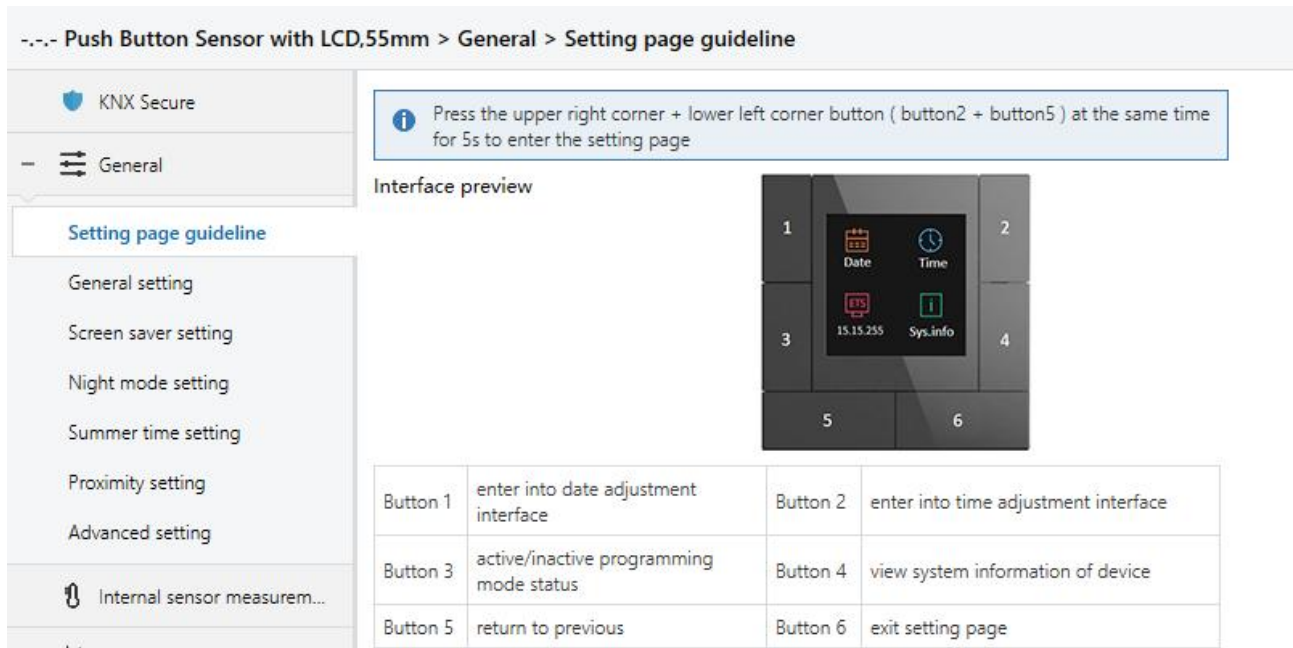 -.-.- Push Button Sensor with LCD,55mm > General > Setting page guideline
KNX Secure
General
Setting page guideline
General setting
Screen saver setting
Night mode setting
Summer time setting
Proximity setting
Advanced setting
Internal sensor measurem...
Press the upper right corner + lower left corner button ( button2 + button5 ) at the same time
for 5s to enter the setting page
Interface preview
1
2
Date
Time
ETS
i
15.15.255
Sys.info
3
4
5
6
Button 1
enter into date adjustment
interface
Button 2
enter into time adjustment interface
Button 3
active/inactive programming
mode status
Button 4
view system information of device
Button 5
return to previous
Button 6
exit setting page